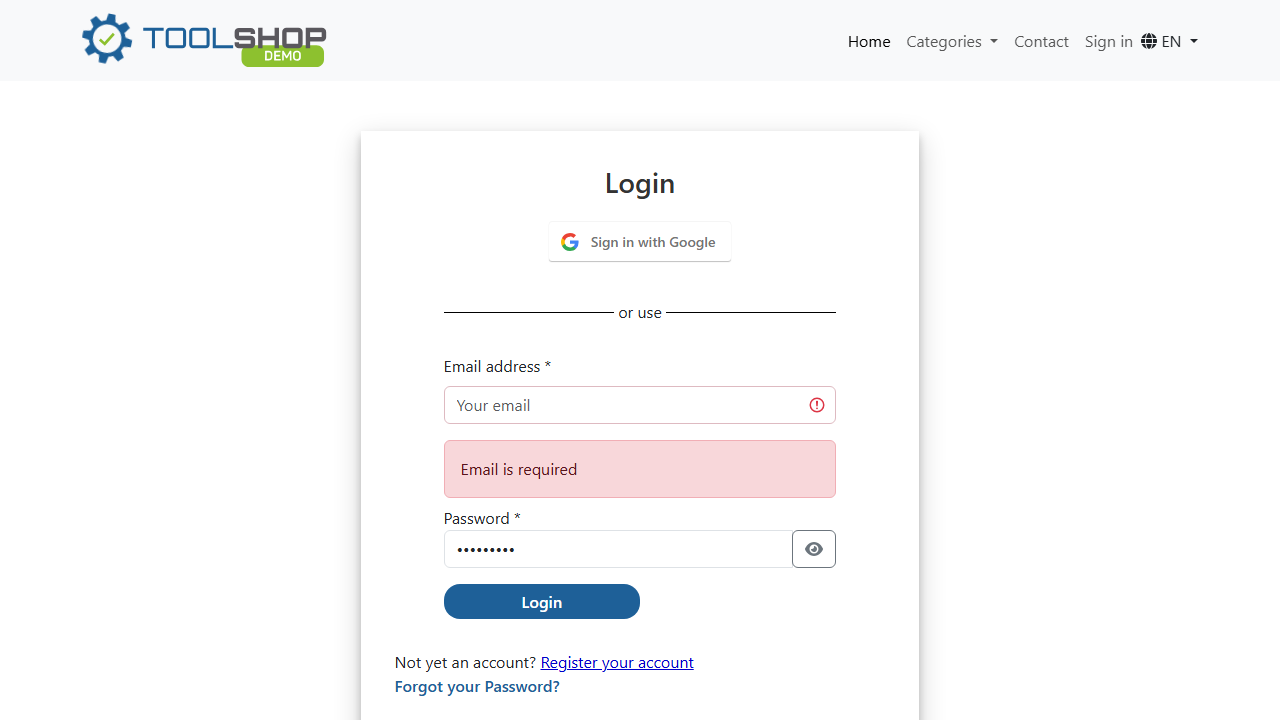 TOOLSHOP
DEMO
Home Categories Contact Sign in EN
Login
Sign in with Google
or use
Email address *
Your email
Email is required
Password *
•••••••••
Login
Not yet an account? Register your account
Forgot your Password?